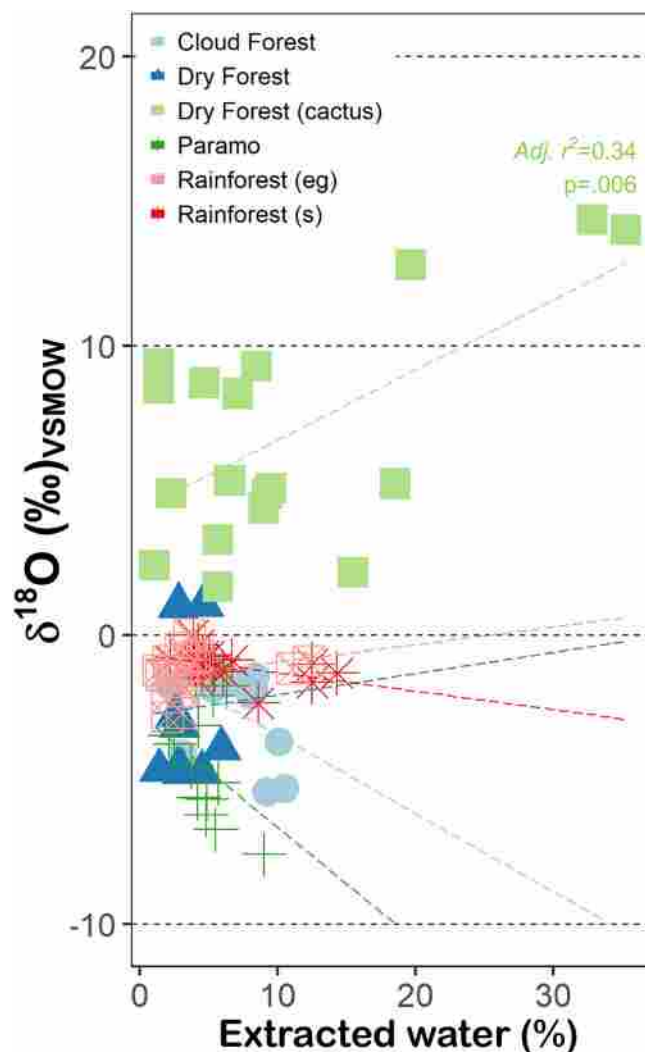 Cloud Forest
Dry Forest
Dry Forest (cactus)
Paramo
Rainforest (eg)
Rainforest (s)
Adj. r²=0.34
p=.006
20
10
0
-10
δ¹⁸O (‰)VSMOW
0 10 20 30
Extracted water (%)